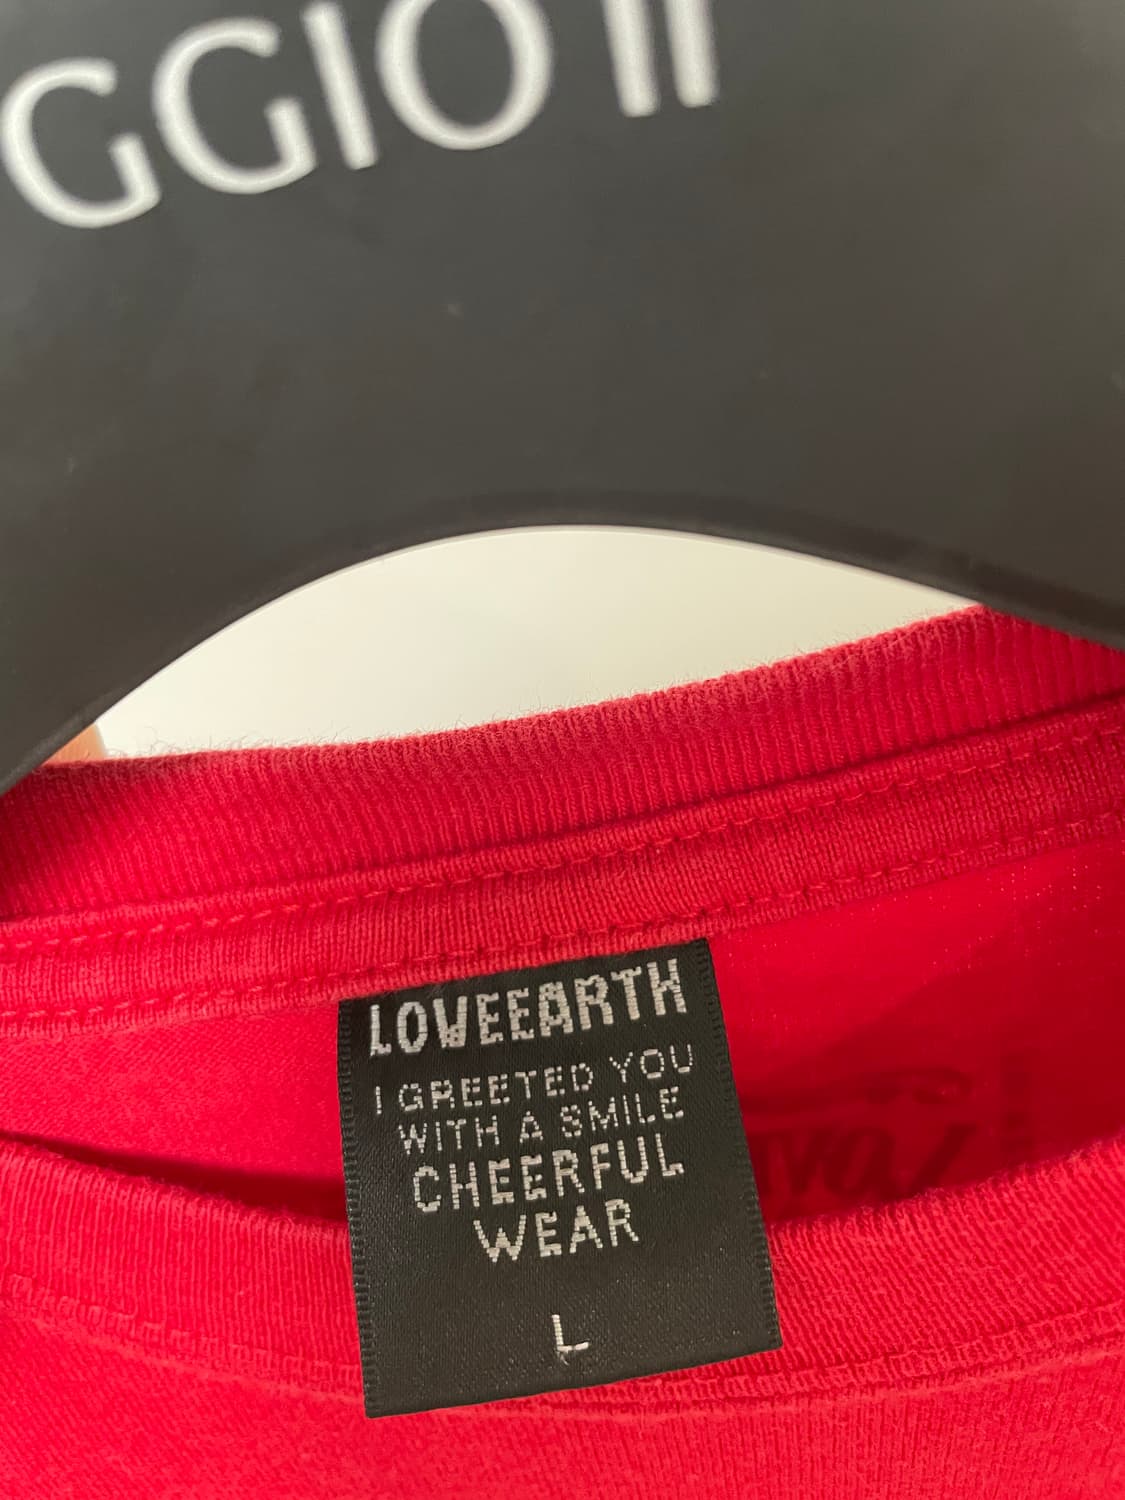 GGIO II
LOVEEARTH
I GREETED YOU
WITH A SMILE
CHEERFUL
WEAR
L